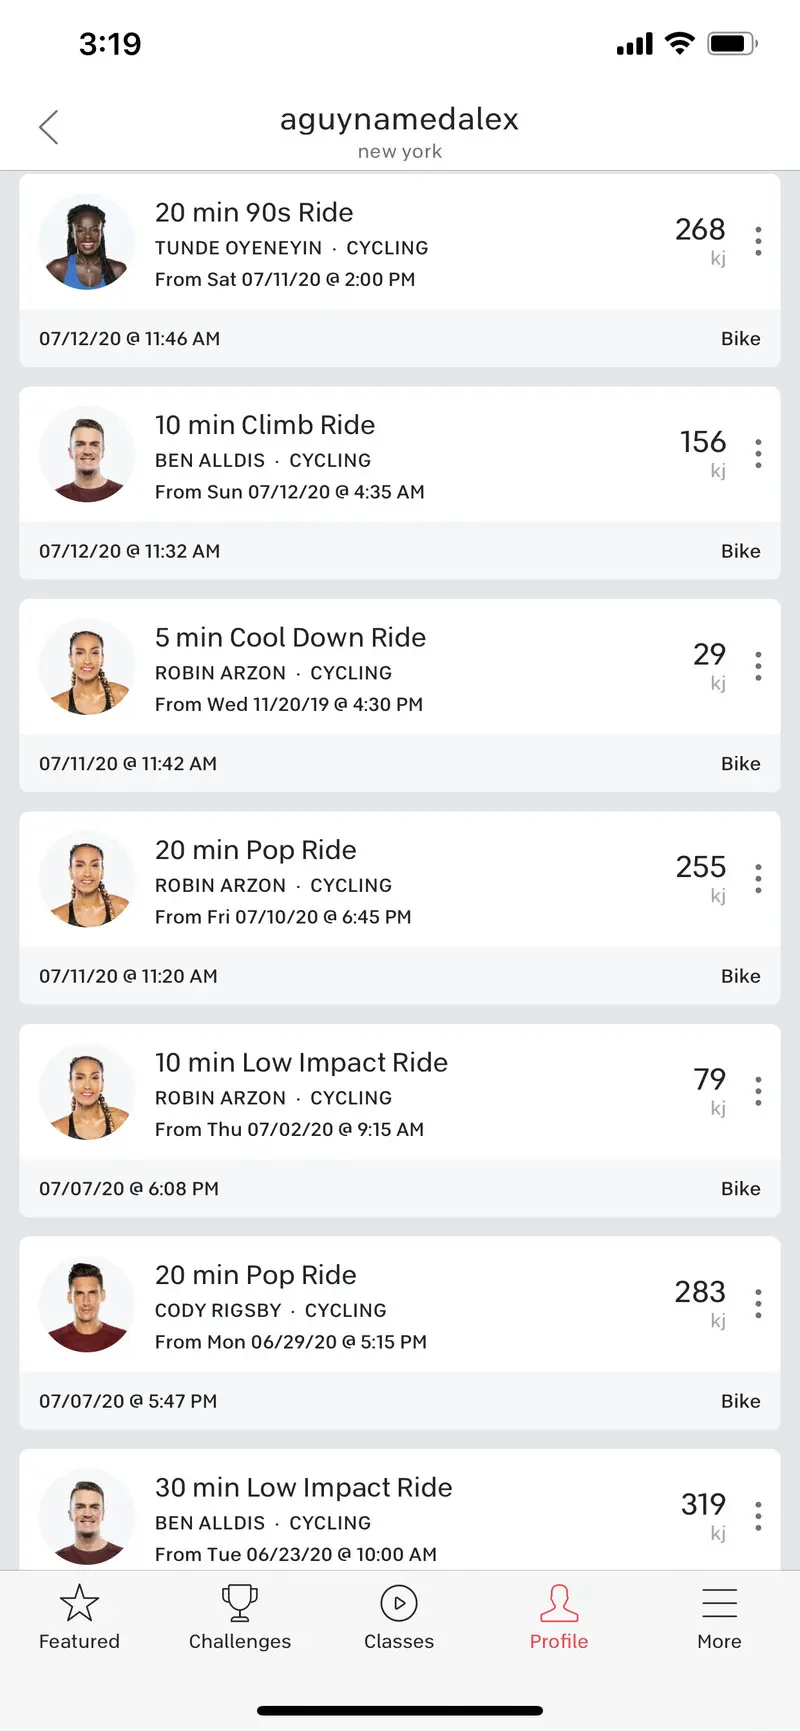 3:19
aguynamedalex
new york
20 min 90s Ride
TUNDE OYENEYIN · CYCLING
From Sat 07/11/20 @ 2:00 PM
268
kj
07/12/20 @ 11:46 AM
Bike
10 min Climb Ride
BEN ALLDIS · CYCLING
From Sun 07/12/20 @ 4:35 AM
156
kj
07/12/20 @ 11:32 AM
Bike
5 min Cool Down Ride
ROBIN ARZON · CYCLING
From Wed 11/20/19 @ 4:30 PM
29
kj
07/11/20 @ 11:42 AM
Bike
20 min Pop Ride
ROBIN ARZON · CYCLING
From Fri 07/10/20 @ 6:45 PM
255
kj
07/11/20 @ 11:20 AM
Bike
10 min Low Impact Ride
ROBIN ARZON · CYCLING
From Thu 07/02/20 @ 9:15 AM
79
kj
07/07/20 @ 6:08 PM
Bike
20 min Pop Ride
CODY RIGSBY · CYCLING
From Mon 06/29/20 @ 5:15 PM
283
kj
07/07/20 @ 5:47 PM
Bike
30 min Low Impact Ride
BEN ALLDIS · CYCLING
From Tue 06/23/20 @ 10:00 AM
319
kj
Featured
Challenges
Classes
Profile
More